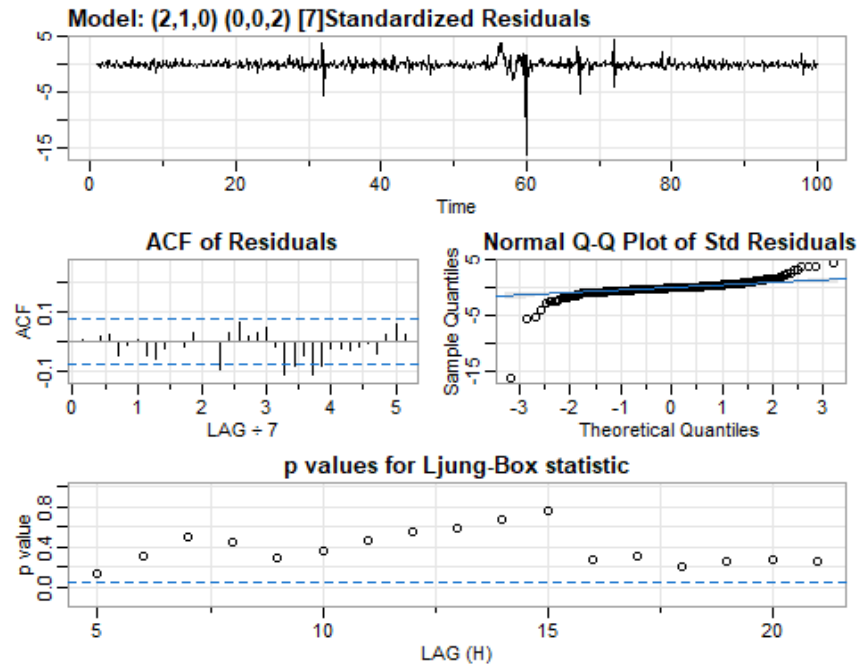 Model: (2,1,0) (0,0,2) [7]Standardized Residuals
5
-5
-15
0 20 40 60 80 100
Time
ACF of Residuals
ACF
0.1
-0.1
0 1 2 3 4 5
LAG ÷ 7
Normal Q-Q Plot of Std Residuals
Sample Quantiles
5
-5
-15
-3 -2 -1 0 1 2 3
Theoretical Quantiles
p values for Ljung-Box statistic
p value
0.8
0.4
0.0
5 10 15 20
LAG (H)